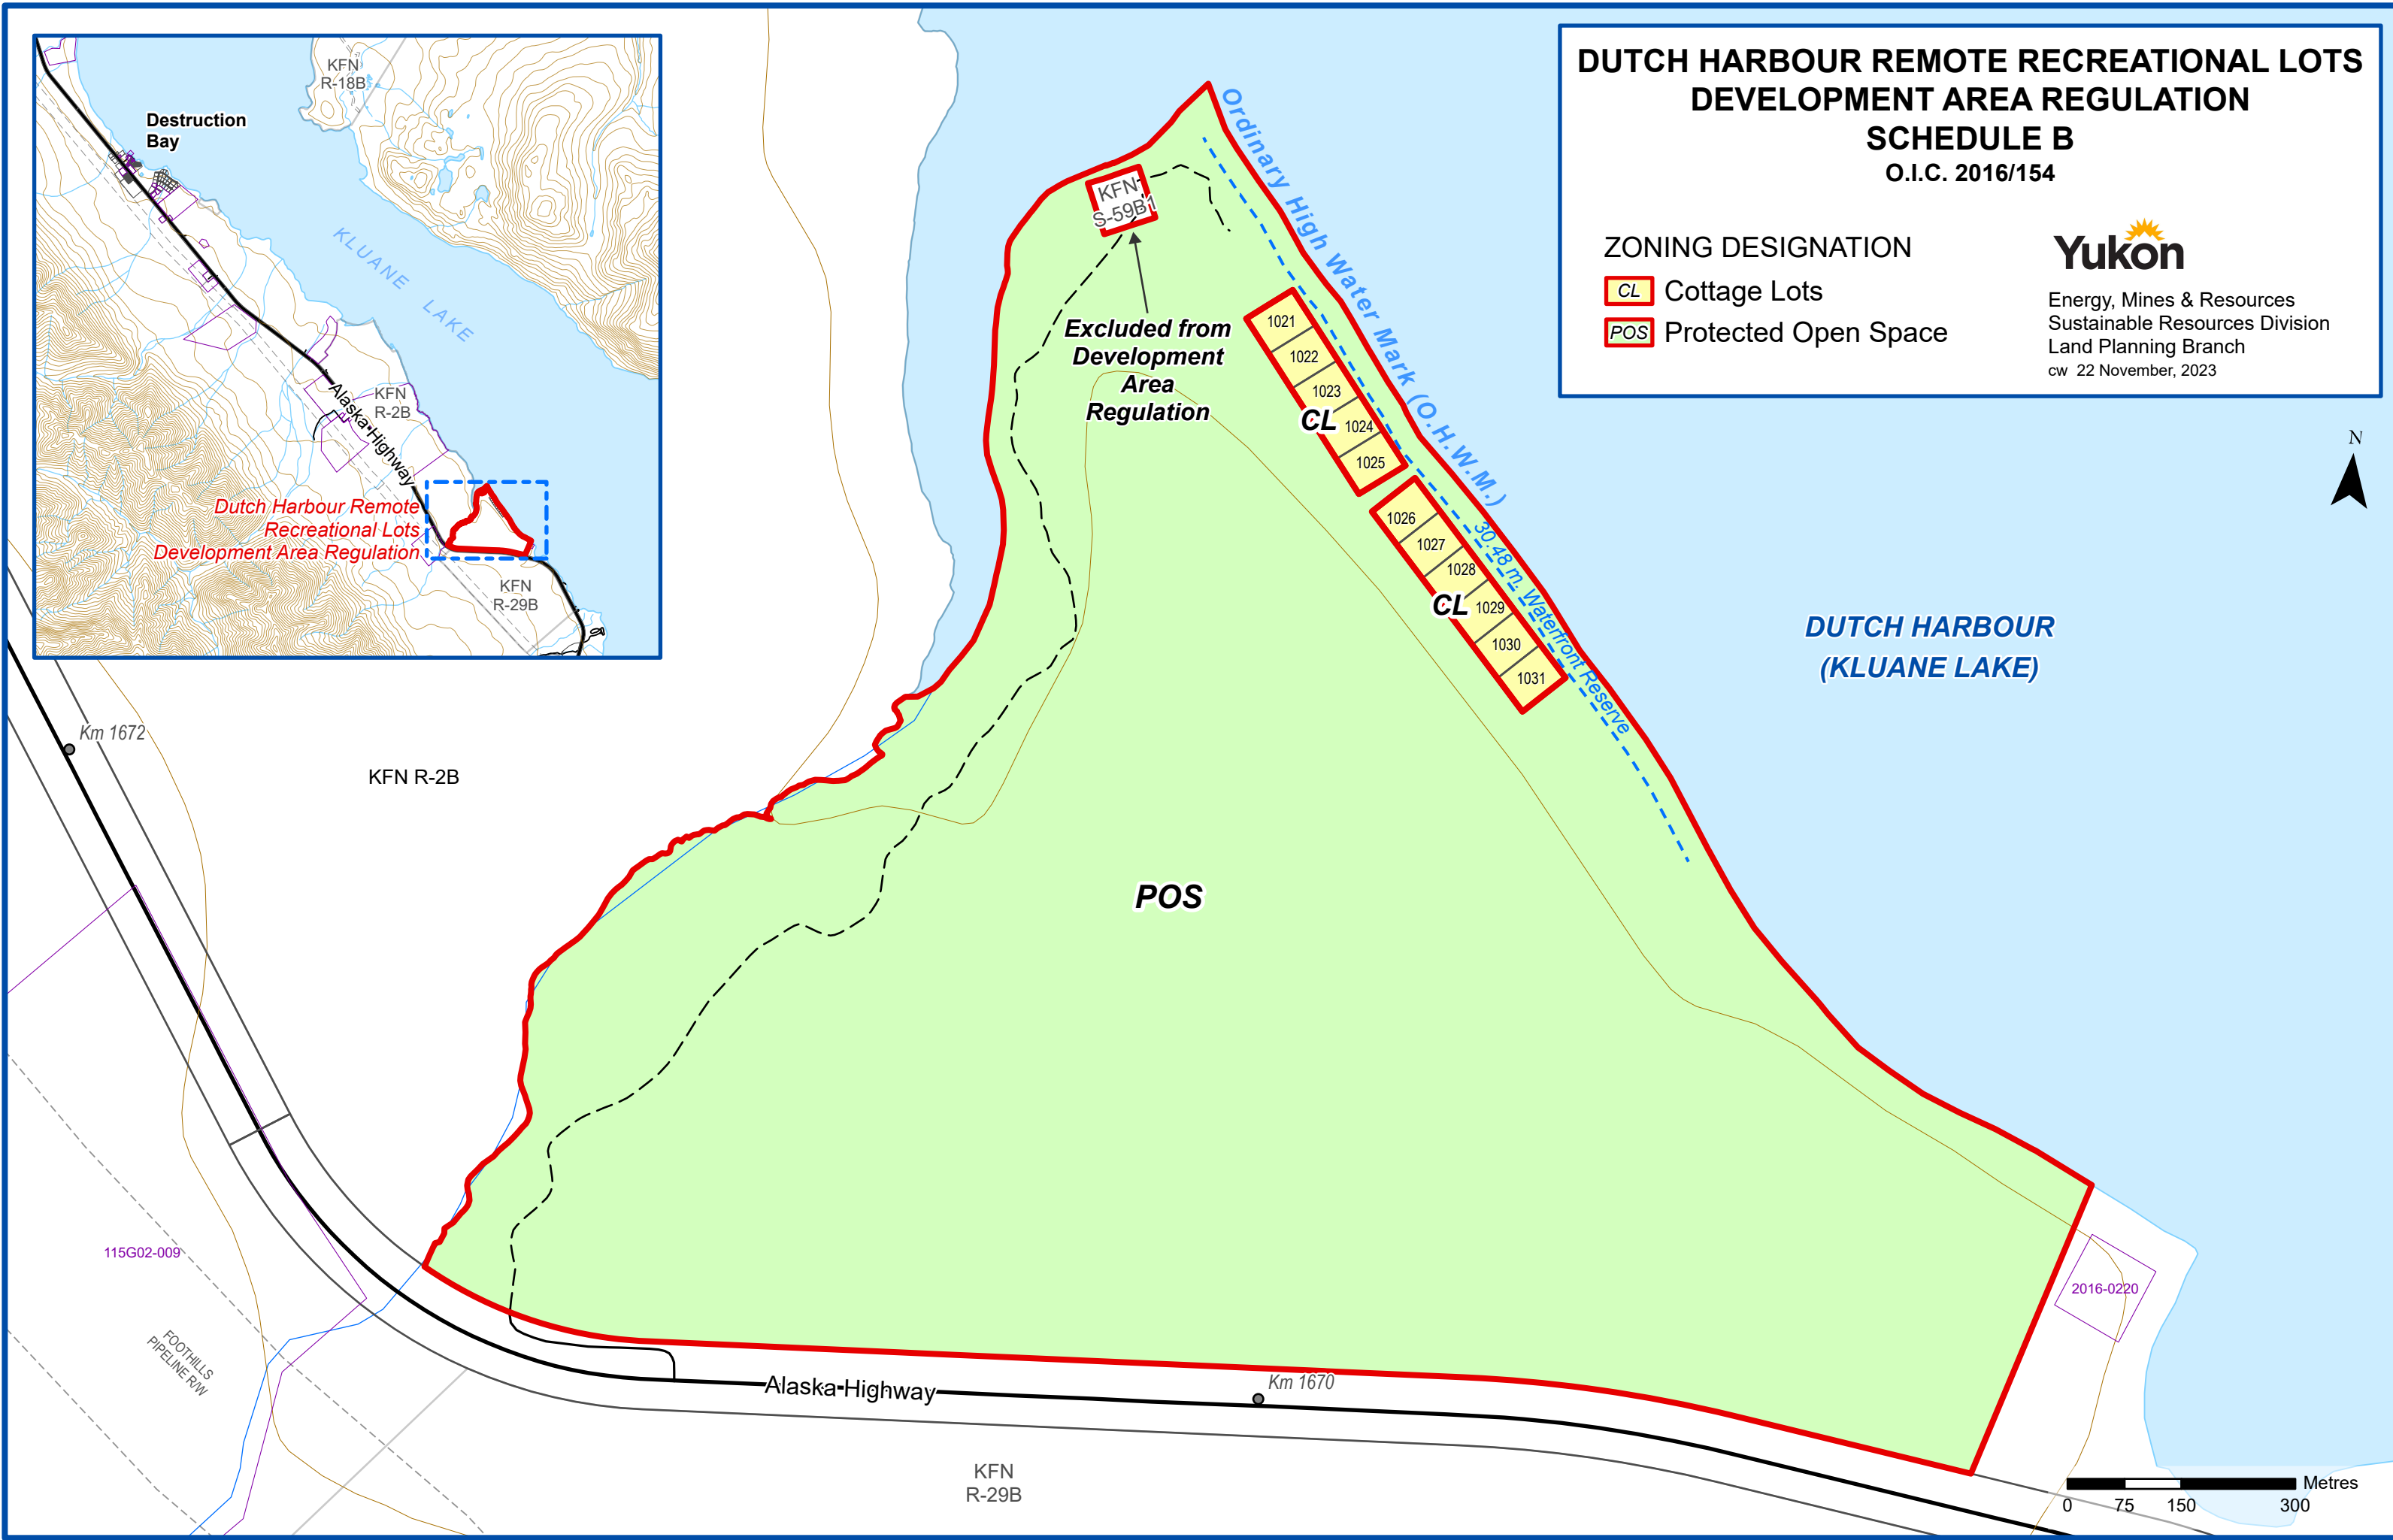 DUTCH HARBOUR REMOTE RECREATIONAL LOTS
DEVELOPMENT AREA REGULATION
SCHEDULE B
O.I.C. 2016/154
ZONING DESIGNATION
CL Cottage Lots
POS Protected Open Space
Yukon
Energy, Mines & Resources
Sustainable Resources Division
Land Planning Branch
cw 22 November, 2023
N
KFN
R-18B
Destruction
Bay
KLUANE LAKE
KFN
R-2B
Alaska Highway
Dutch Harbour Remote
Recreational Lots
Development Area Regulation
KFN
R-29B
Ordinary High Water Mark (O.H.W.M.)
KFN
S-59B1
Excluded from
Development
Area
Regulation
1021
1022
1023
CL
1024
1025
1026
1027
1028
CL
1029
1030
1031
30.48 m. Waterfront Reserve
DUTCH HARBOUR
(KLUANE LAKE)
Km 1672
KFN R-2B
POS
115G02-009
2016-0220
FOOTHILLS
PIPELINE R/W
Alaska Highway
Km 1670
KFN
R-29B
Metres
0 75 150 300